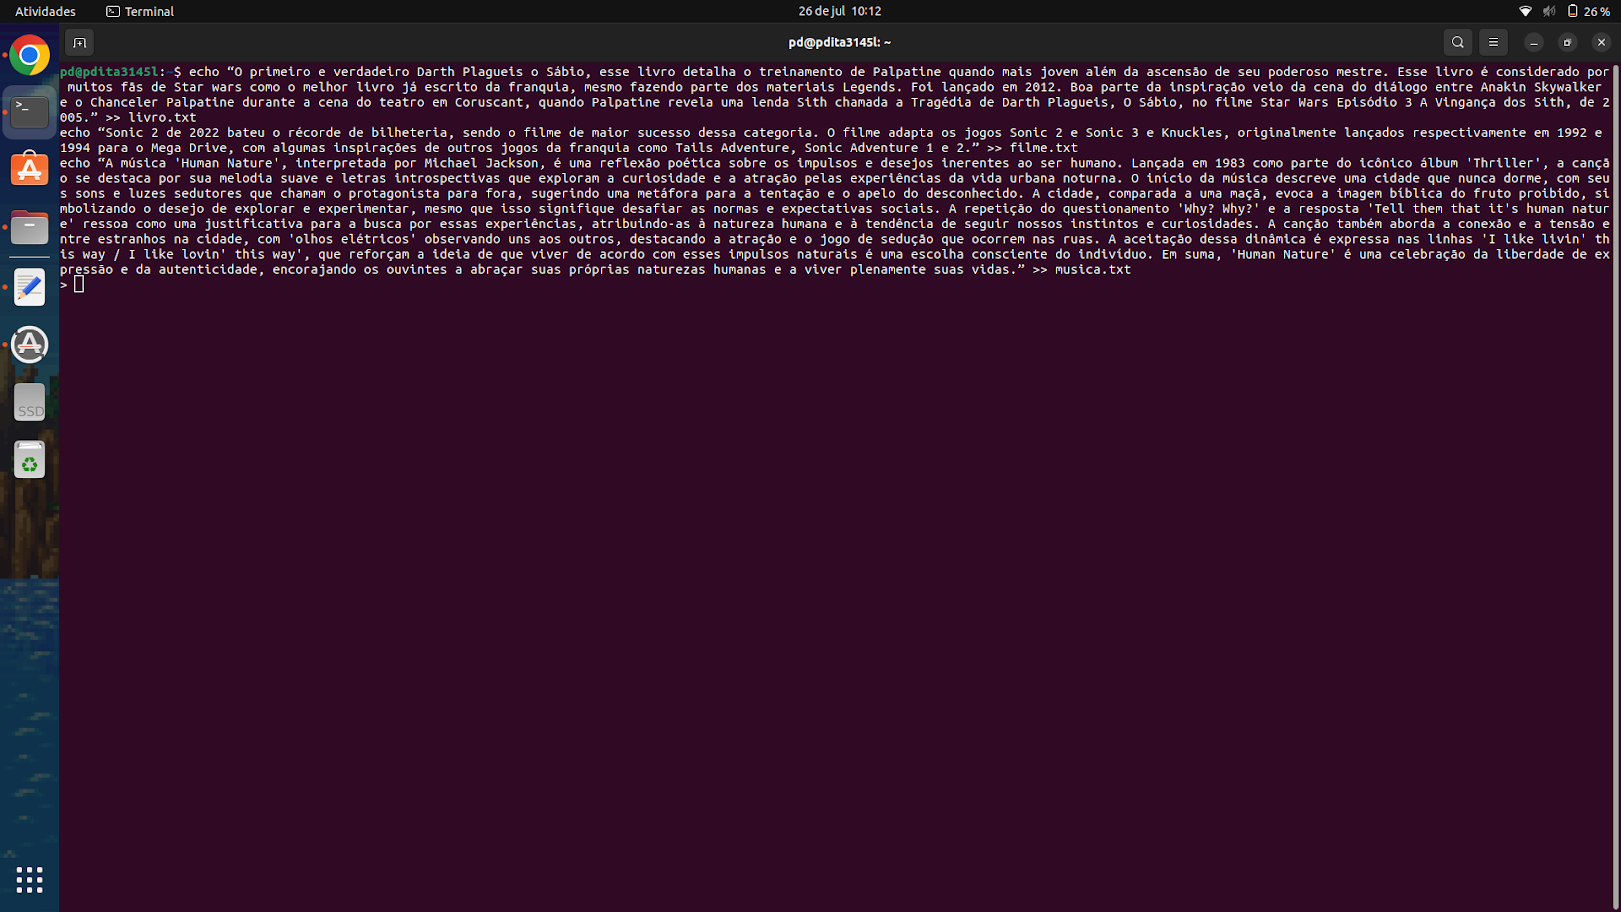 Atividades Terminal 26 de jul 10:12 26 %
pd@pdita3145l: ~
pd@pdita3145l:~$ echo “O primeiro e verdadeiro Darth Plagueis o Sábio, esse livro detalha o treinamento de Palpatine quando mais jovem além da ascensão de seu poderoso mestre. Esse livro é considerado por
muitos fãs de Star wars como o melhor livro já escrito da franquia, mesmo fazendo parte dos materiais Legends. Foi lançado em 2012. Boa parte da inspiração veio da cena do diálogo entre Anakin Skywalker
e o Chanceler Palpatine durante a cena do teatro em Coruscant, quando Palpatine revela uma lenda Sith chamada a Tragédia de Darth Plagueis, O Sábio, no filme Star Wars Episódio 3 A Vingança dos Sith, de 2
005.” >> livro.txt
echo “Sonic 2 de 2022 bateu o récorde de bilheteria, sendo o filme de maior sucesso dessa categoria. O filme adapta os jogos Sonic 2 e Sonic 3 e Knuckles, originalmente lançados respectivamente em 1992 e
1994 para o Mega Drive, com algumas inspirações de outros jogos da franquia como Tails Adventure, Sonic Adventure 1 e 2.” >> filme.txt
echo “A música 'Human Nature', interpretada por Michael Jackson, é uma reflexão poética sobre os impulsos e desejos inerentes ao ser humano. Lançada em 1983 como parte do icônico álbum 'Thriller', a cançã
o se destaca por sua melodia suave e letras introspectivas que exploram a curiosidade e a atração pelas experiências da vida urbana noturna. O início da música descreve uma cidade que nunca dorme, com seu
s sons e luzes sedutores que chamam o protagonista para fora, sugerindo uma metáfora para a tentação e o apelo do desconhecido. A cidade, comparada a uma maçã, evoca a imagem bíblica do fruto proibido, si
mbolizando o desejo de explorar e experimentar, mesmo que isso signifique desafiar as normas e expectativas sociais. A repetição do questionamento 'Why? Why?' e a resposta 'Tell them that it's human natur
e' ressoa como uma justificativa para a busca por essas experiências, atribuindo-as à natureza humana e à tendência de seguir nossos instintos e curiosidades. A canção também aborda a conexão e a tensão e
ntre estranhos na cidade, com 'olhos elétricos' observando uns aos outros, destacando a atração e o jogo de sedução que ocorrem nas ruas. A aceitação dessa dinâmica é expressa nas linhas 'I like livin' th
is way / I like lovin' this way', que reforçam a ideia de que viver de acordo com esses impulsos naturais é uma escolha consciente do indivíduo. Em suma, 'Human Nature' é uma celebração da liberdade de ex
pressão e da autenticidade, encorajando os ouvintes a abraçar suas próprias naturezas humanas e a viver plenamente suas vidas.” >> musica.txt
>
SSD